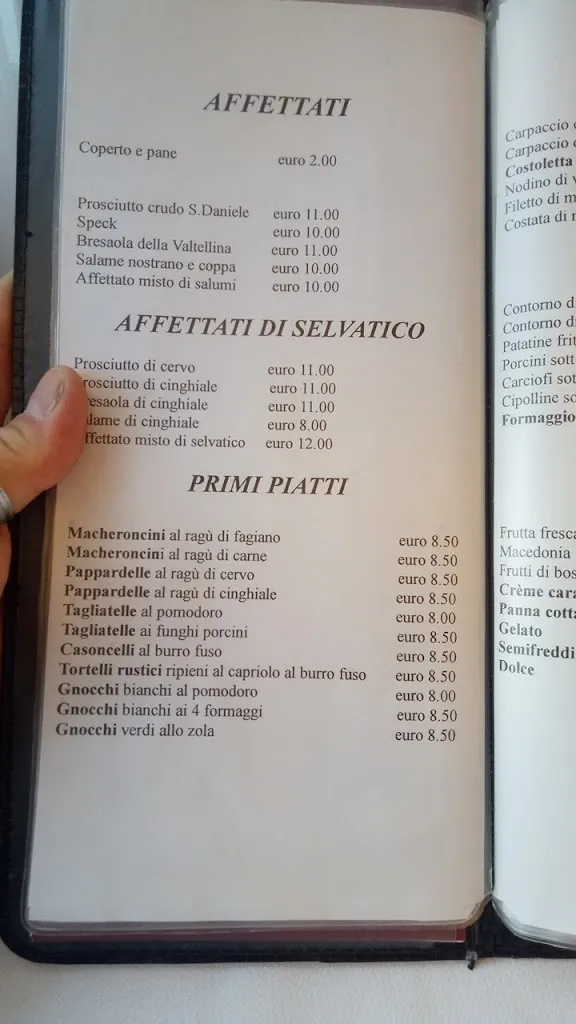 AFFETTATI
Coperto e pane euro 2.00
Prosciutto crudo S.Daniele euro 11.00
Speck euro 10.00
Bresaola della Valtellina euro 11.00
Salame nostrano e coppa euro 10.00
Affettato misto di salumi euro 10.00
AFFETTATI DI SELVATICO
Prosciutto di cervo euro 11.00
rosciutto di cinghiale euro 11.00
esaola di cinghiale euro 11.00
alame di cinghiale euro 8.00
ffettato misto di selvatico euro 12.00
PRIMI PIATTI
Macheroncini al ragù di fagiano euro 8.50
Macheroncini al ragù di carne euro 8.50
Pappardelle al ragù di cervo euro 8.50
Pappardelle al ragù di cinghiale euro 8.50
Tagliatelle al pomodoro euro 8.00
Tagliatelle ai funghi porcini euro 8.50
Casoncelli al burro fuso euro 8.50
Tortelli rustici ripieni al capriolo al burro fuso euro 8.50
Gnocchi bianchi al pomodoro euro 8.00
Gnocchi bianchi ai 4 formaggi euro 8.50
Gnocchi verdi allo zola euro 8.50
Carpaccio
Carpaccio
Costoletta
Nodino di
Filetto di
Costata di
Contorno
Contorno
Patatine frit
Porcini sott
Carciofi sot
Cipolline so
Formaggio
Frutta fresca
Macedonia
Frutti di bos
Crème cara
Panna cotta
Gelato
Semifreddi
Dolce